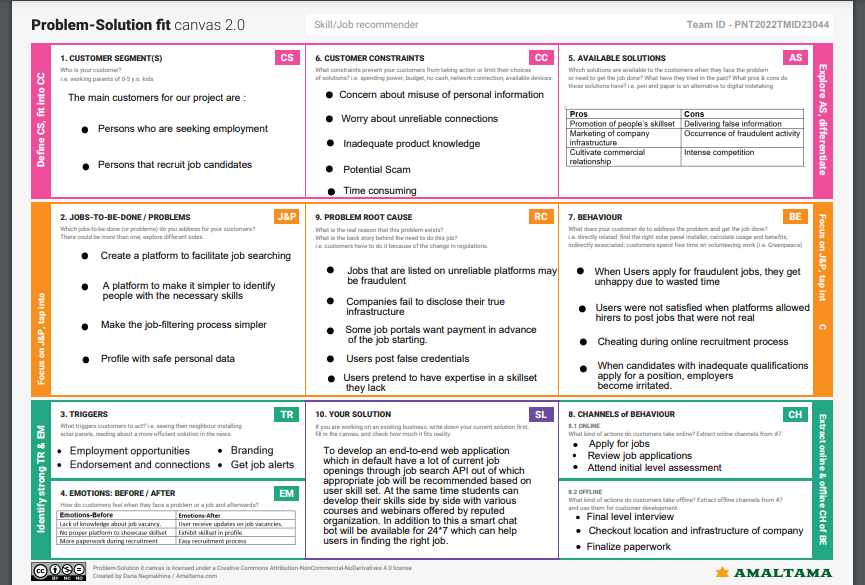 Problem-Solution fit canvas 2.0
Skill/Job recommender
Team ID - PNT2022TMID23044
Define CS, fit into CC
1. CUSTOMER SEGMENT(S)
CS
Who is your customer?
i.e. working parents of 0-5 y.o. kids
The main customers for our project are :
Persons who are seeking employment
Persons that recruit job candidates
6. CUSTOMER CONSTRAINTS
CC
What constraints prevent your customers from taking action or limit their choices
of solutions? i.e. spending power, budget, no cash, network connection, available devices.
Concern about misuse of personal information
Worry about unreliable connections
Inadequate product knowledge
Potential Scam
Time consuming
5. AVAILABLE SOLUTIONS
AS
Which solutions are available to the customers when they face the problem
or need to get the job done? What have they tried in the past? What pros & cons do
these solutions have? i.e. pen and paper is an alternative to digital notetaking
Pros
Cons
Promotion of people's skillset
Delivering false information
Marketing of company
infrastructure
Occurrence of fraudulent activity
Cultivate commercial
relationship
Intense competition
Explore AS, differentiate
Focus on J&P, tap into
2. JOBS-TO-BE-DONE / PROBLEMS
J&P
Which jobs-to-be-done (or problems) do you address for your customers?
There could be more than one; explore different sides.
Create a platform to facilitate job searching
A platform to make it simpler to identify
people with the necessary skills
Make the job-filtering process simpler
Profile with safe personal data
9. PROBLEM ROOT CAUSE
RC
What is the real reason that this problem exists?
What is the back story behind the need to do this job?
i.e. customers have to do it because of the change in regulations.
Jobs that are listed on unreliable platforms may
be fraudulent
Companies fail to disclose their true
infrastructure
Some job portals want payment in advance
of the job starting.
Users post false credentials
Users pretend to have expertise in a skillset
they lack
7. BEHAVIOUR
BE
What does your customer do to address the problem and get the job done?
i.e. directly related: find the right solar panel installer, calculate usage and benefits;
indirectly associated: customers spend free time on volunteering work (i.e. Greenpeace)
When Users apply for fraudulent jobs, they get
unhappy due to wasted time
Users were not satisfied when platforms allowed
hirers to post jobs that were not real
Cheating during online recruitment process
When candidates with inadequate qualifications
apply for a position, employers
become irritated.
Focus on J&P, tap int
C
Identify strong TR & EM
3. TRIGGERS
TR
What triggers customers to act? i.e. seeing their neighbour installing
solar panels, reading about a more efficient solution in the news.
Employment opportunities
Branding
Endorsement and connections
Get job alerts
4. EMOTIONS: BEFORE / AFTER
EM
How do customers feel when they face a problem or a job and afterwards?
Emotions-Before
Emotions-After
Lack of knowledge about job vacancy.
User receive updates on job vacancies.
No proper platform to showcase skillset
Exhibit skillset in profile
More paperwork during recruitment
Easy recruitment process
10. YOUR SOLUTION
SL
If you are working on an existing business, write down your current solution first,
fill in the canvas, and check how much it fits reality.
To develop an end-to-end web application
which in default have a lot of current job
openings through job search API out of which
appropriate job will be recommended based on
user skill set. At the same time students can
develop their skills side by side with various
courses and webinars offered by reputed
organization. In addition to this a smart chat
bot will be available for 24*7 which can help
users in finding the right job.
8. CHANNELS of BEHAVIOUR
CH
8.1 ONLINE
What kind of actions do customers take online? Extract online channels from #7
Apply for jobs
Review job applications
Attend initial level assessment
8.2 OFFLINE
What kind of actions do customers take offline? Extract offline channels from #7
and use them for customer development.
Final level interview
Checkout location and infrastructure of company
Finalize paperwork
Extract online & offline CH of BE
CC BY NC ND
Problem-Solution fit canvas is licensed under a Creative Commons Attribution-NonCommercial-NoDerivatives 4.0 license
Created by Daria Nepriakhina / Amaltama.com
AMALTAMA